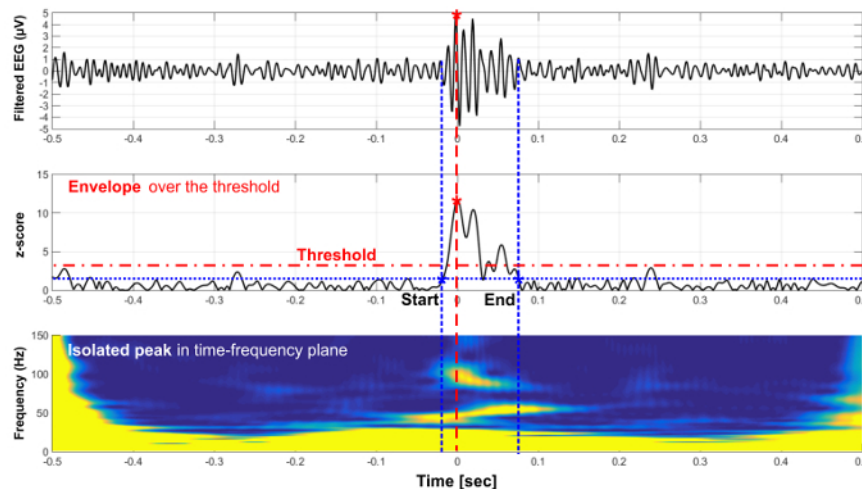 Filtered EEG (µV)
5
4
3
2
1
0
-1
-2
-3
-4
-5
-0.5 -0.4 -0.3 -0.2 -0.1 0 0.1 0.2 0.3 0.4 0.5
Envelope over the threshold
z-score
15
10
5
0
Threshold
Start End
-0.5 -0.4 -0.3 -0.2 -0.1 0 0.1 0.2 0.3 0.4 0.5
Isolated peak in time-frequency plane
Frequency (Hz)
150
100
50
0
-0.5 -0.4 -0.3 -0.2 -0.1 0 0.1 0.2 0.3 0.4 0.5
Time [sec]